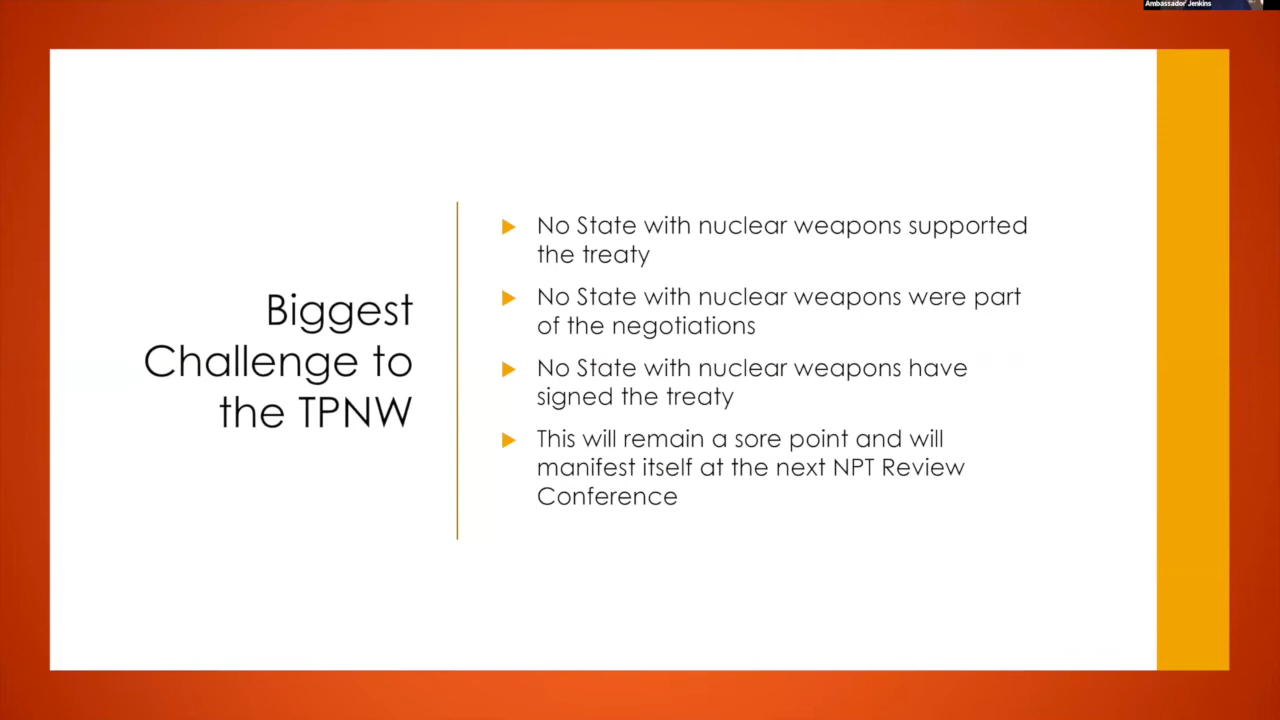 Ambassador Jenkins
Biggest
Challenge to
the TPNW
No State with nuclear weapons supported
the treaty
No State with nuclear weapons were part
of the negotiations
No State with nuclear weapons have
signed the treaty
This will remain a sore point and will
manifest itself at the next NPT Review
Conference